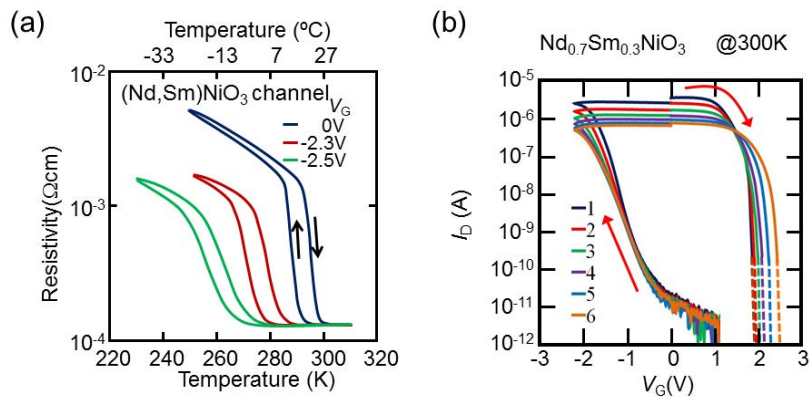 (a)
Temperature (ºC)
-33 -13 7 27
10-2
(Nd,Sm)NiO3 channel
VG
0V
-2.3V
-2.5V
10-3
Resistivity(Ωcm)
10-4
220 240 260 280 300 320
Temperature (K)
(b)
Nd0.7Sm0.3NiO3 @300K
10-5
10-6
10-7
10-8
10-9
10-10
10-11
10-12
ID (A)
1
2
3
4
5
6
-3 -2 -1 0 1 2 3
VG(V)